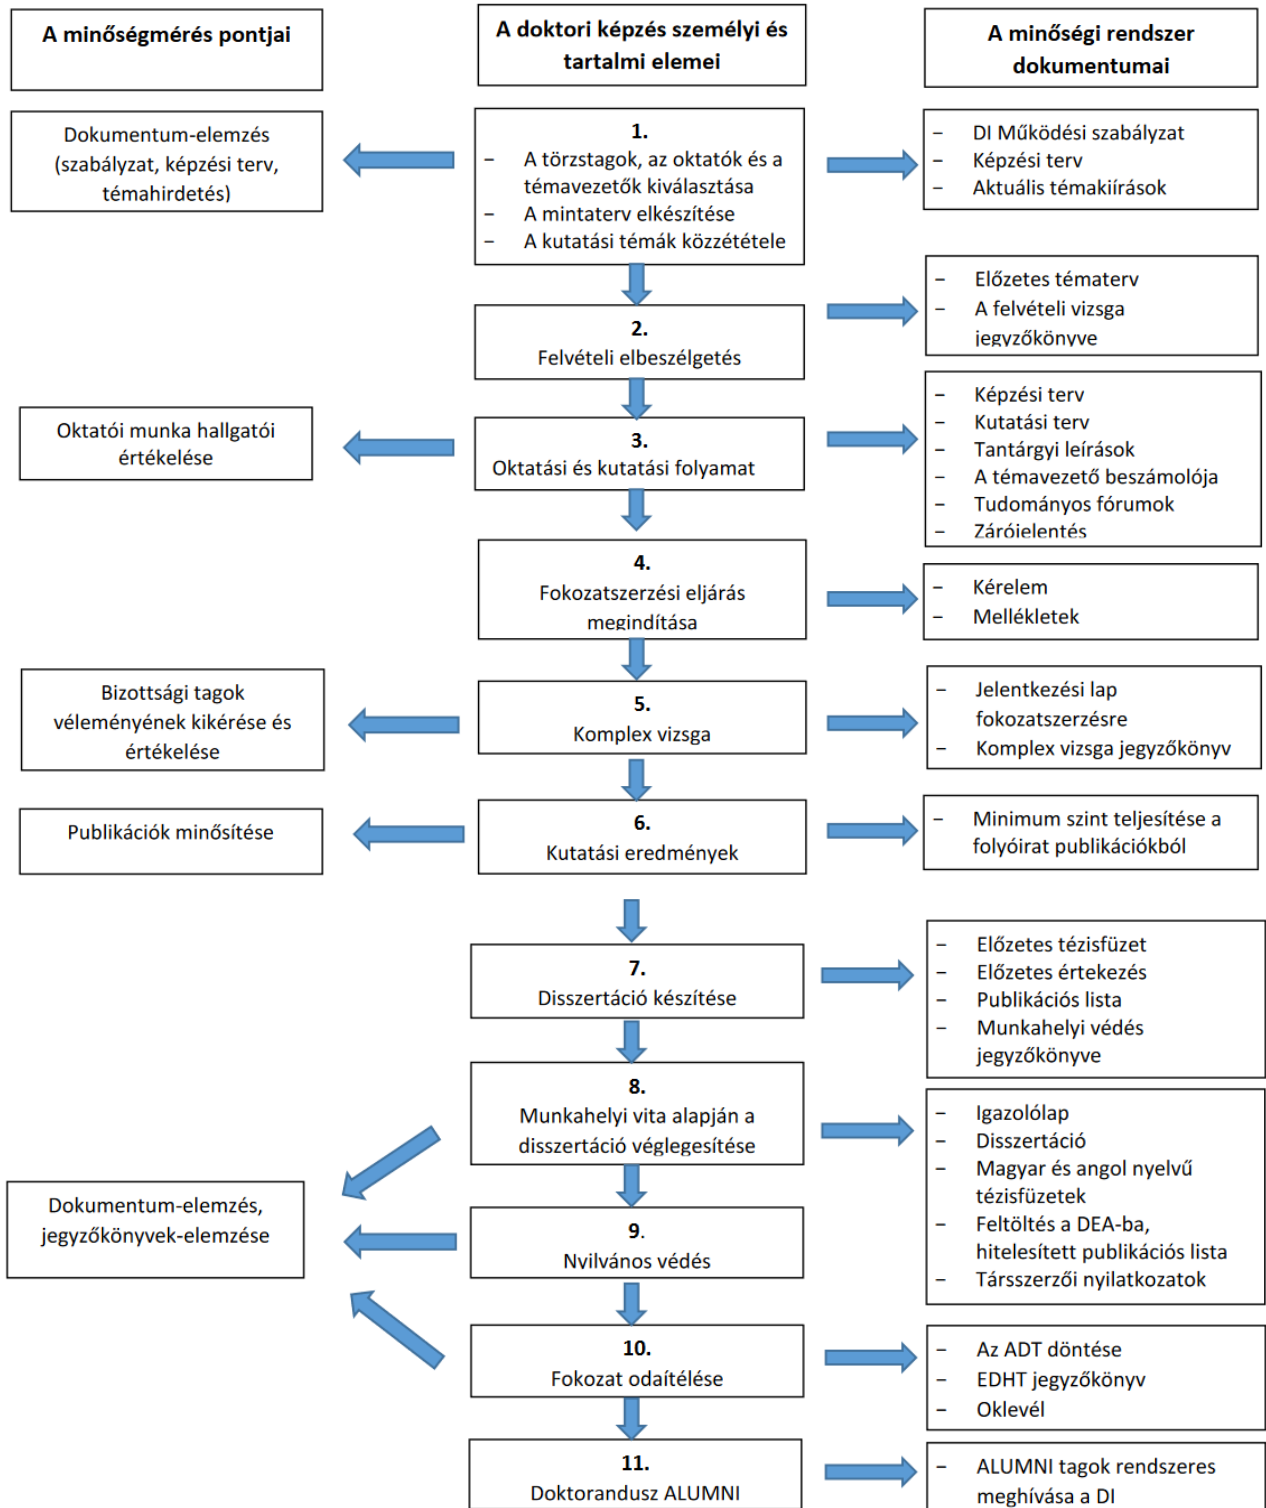 A minőségmérés pontjai
A doktori képzés személyi és
tartalmi elemei
A minőségi rendszer
dokumentumai
Dokumentum-elemzés
(szabályzat, képzési terv,
témahirdetés)
1.
– A törzstagok, az oktatók és a
témavezetők kiválasztása
– A mintaterv elkészítése
– A kutatási témák közzététele
– DI Működési szabályzat
– Képzési terv
– Aktuális témakiírások
2.
Felvételi elbeszélgetés
– Előzetes tématerv
– A felvételi vizsga
jegyzőkönyve
Oktatói munka hallgatói
értékelése
3.
Oktatási és kutatási folyamat
– Képzési terv
– Kutatási terv
– Tantárgyi leírások
– A témavezető beszámolója
– Tudományos fórumok
– Zárójelentés
4.
Fokozatszerzési eljárás
megindítása
– Kérelem
– Mellékletek
Bizottsági tagok
véleményének kikérése és
értékelése
5.
Komplex vizsga
– Jelentkezési lap
fokozatszerzésre
– Komplex vizsga jegyzőkönyv
Publikációk minősítése
6.
Kutatási eredmények
– Minimum szint teljesítése a
folyóirat publikációkból
7.
Disszertáció készítése
– Előzetes tézisfüzet
– Előzetes értekezés
– Publikációs lista
– Munkahelyi védés
jegyzőkönyve
8.
Munkahelyi vita alapján a
disszertáció véglegesítése
– Igazolólap
– Disszertáció
– Magyar és angol nyelvű
tézisfüzetek
– Feltöltés a DEA-ba,
hitelesített publikációs lista
– Társszerzői nyilatkozatok
Dokumentum-elemzés,
jegyzőkönyvek-elemzése
9.
Nyilvános védés
10.
Fokozat odaítélése
– Az ADT döntése
– EDHT jegyzőkönyv
– Oklevél
11.
Doktorandusz ALUMNI
– ALUMNI tagok rendszeres
meghívása a DI